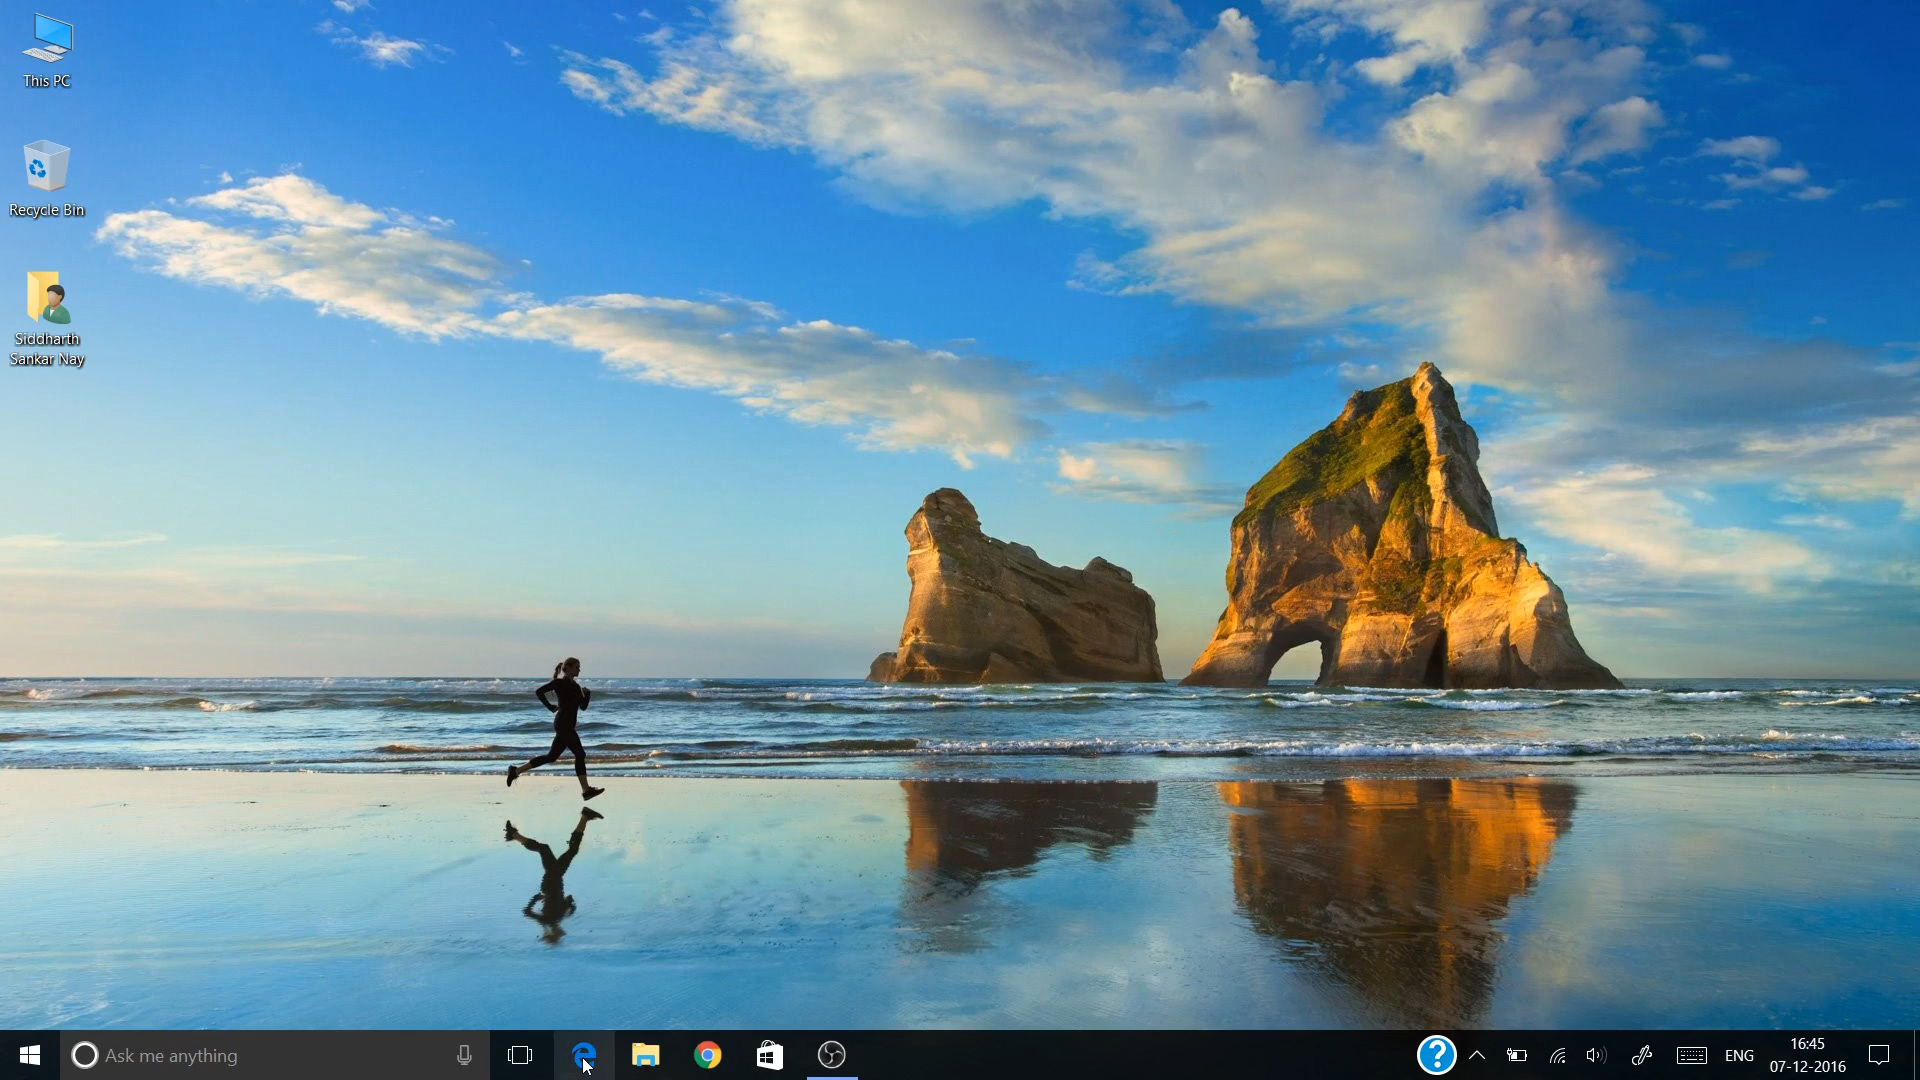 This PC
Recycle Bin
Siddharth
Sankar Nay
Ask me anything
?
ENG
16:45
07-12-2016